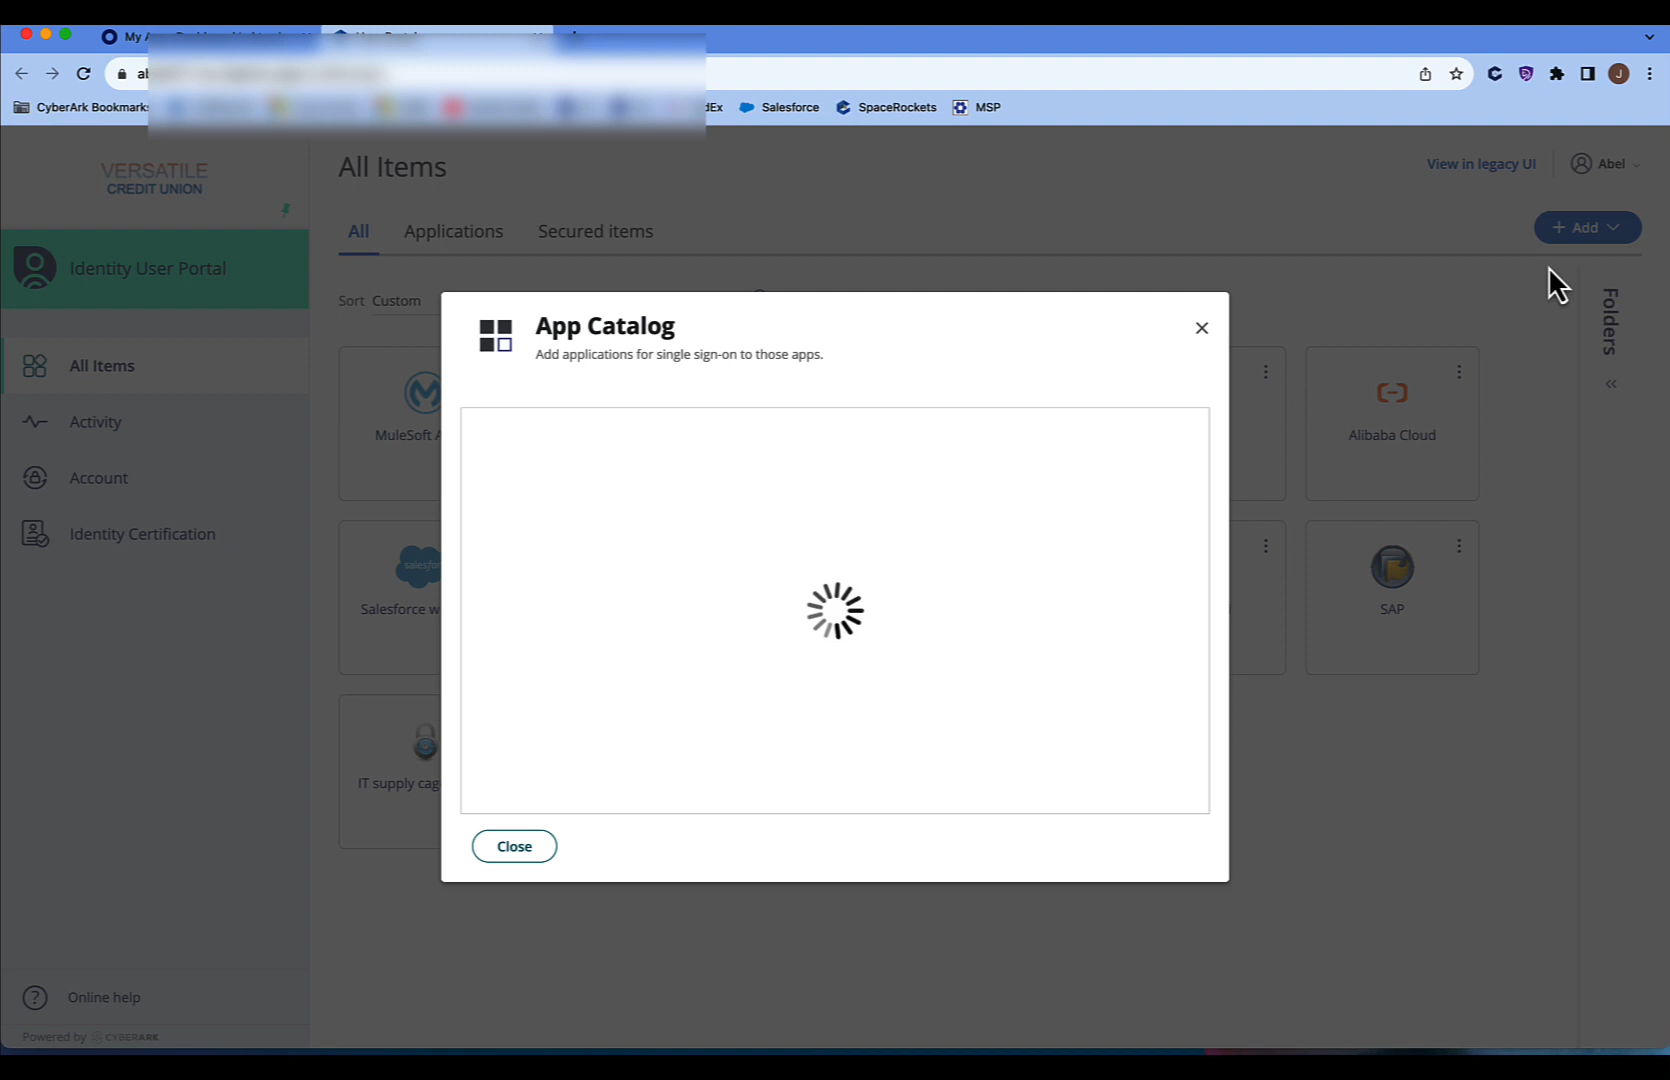 My
ab
CyberArk Bookmarks
dEx
Salesforce
SpaceRockets
MSP
J
VERSATILE
CREDIT UNION
All Items
View in legacy UI
Abel
All
Applications
Secured items
+ Add
Identity User Portal
Sort Custom
Folders
App Catalog
Add applications for single sign-on to those apps.
All Items
Activity
Account
Identity Certification
MuleSoft A
Alibaba Cloud
salesfor
Salesforce w
SAP
IT supply cag
Close
Online help
Powered by CYBERARK